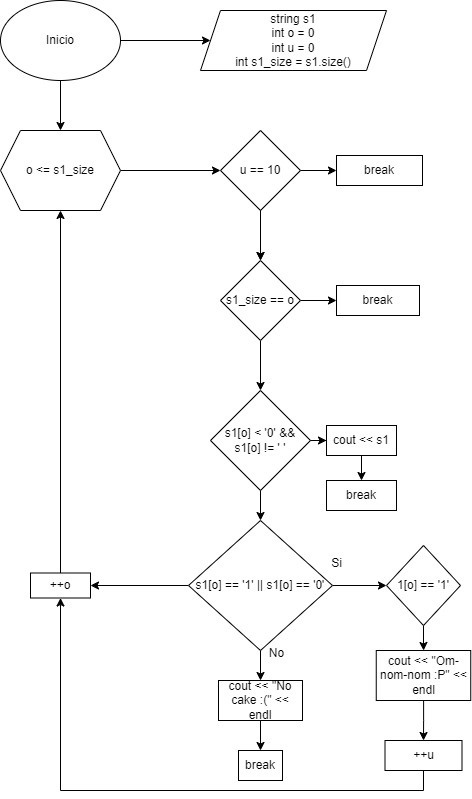 Inicio
string s1
int o = 0
int u = 0
int s1_size = s1.size()
o <= s1_size
u == 10
break
s1_size == o
break
s1[o] < '0' &&
s1[o] != ' '
cout << s1
break
Si
++o
s1[o] == '1' || s1[o] == '0'
1[o] == '1'
No
cout << "Om-
nom-nom :P" <<
endl
cout << "No
cake :(" <<
endl
++u
break